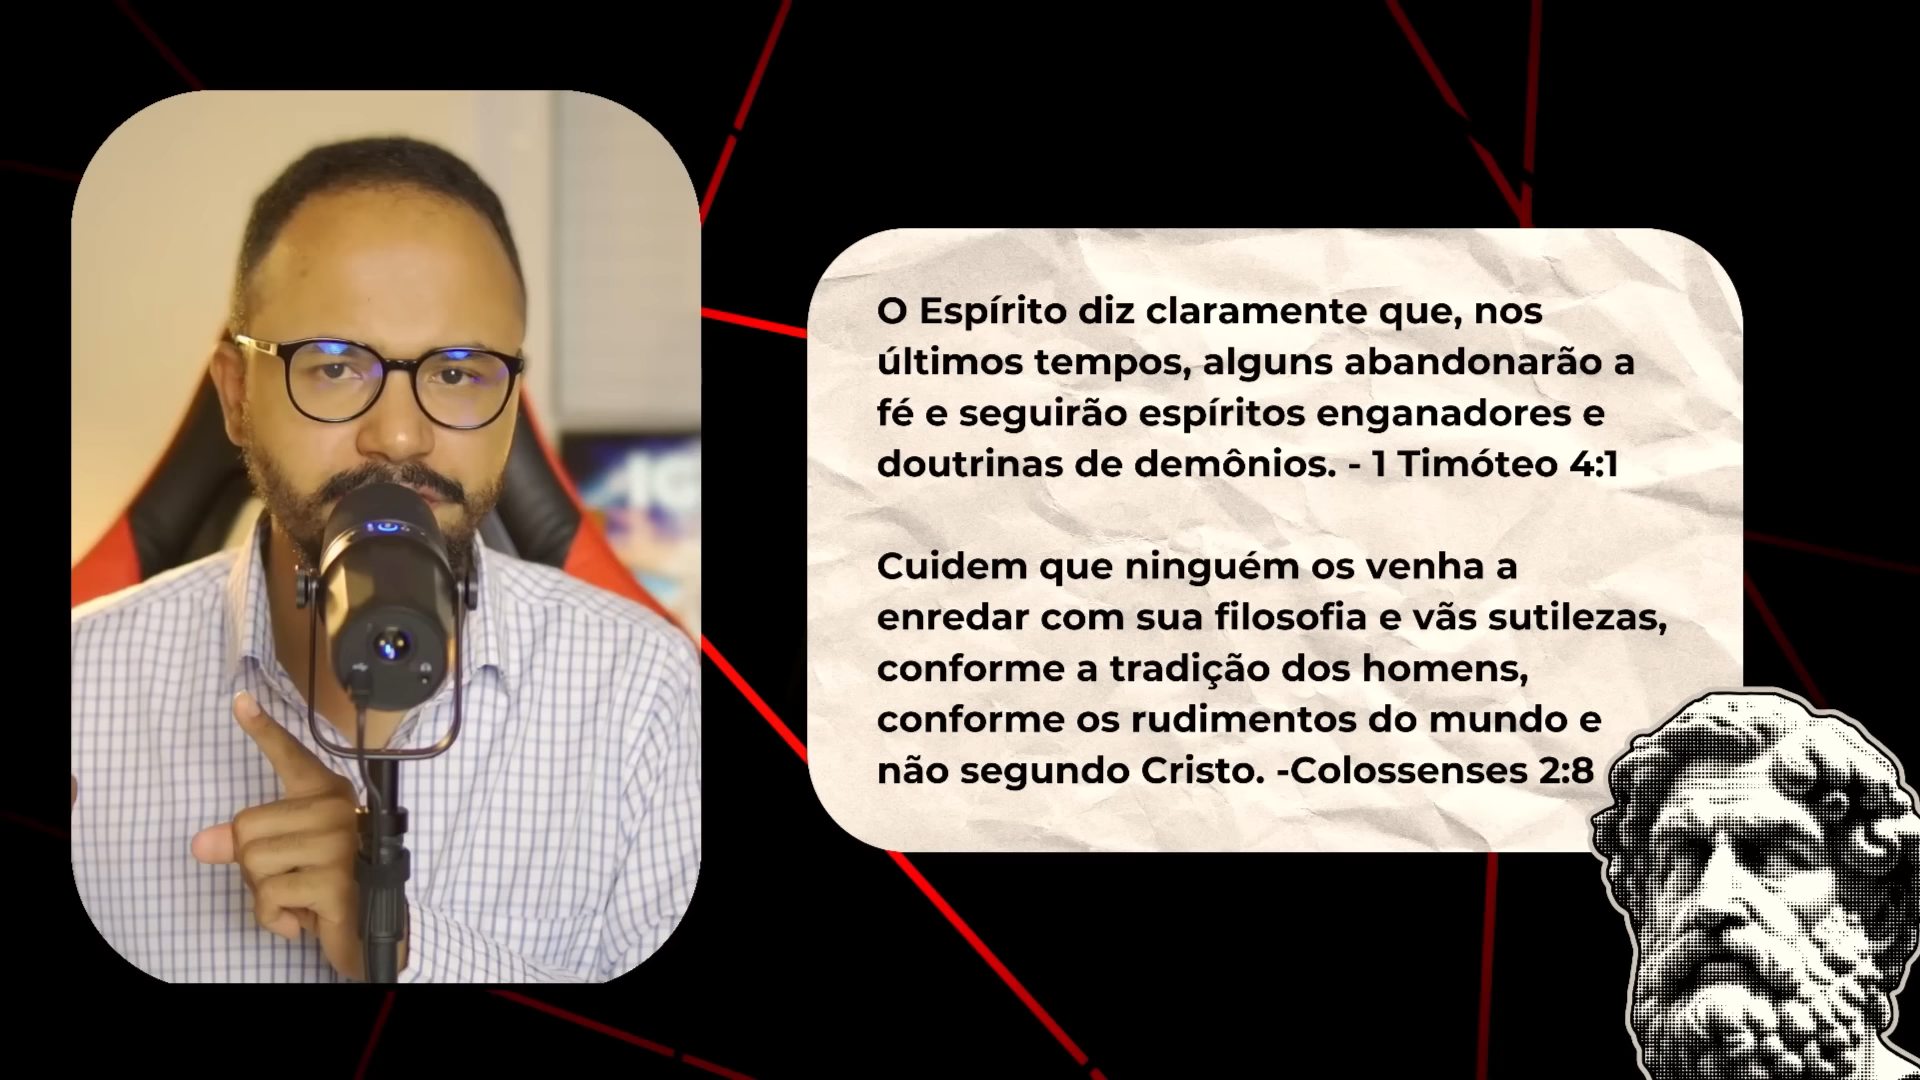 O Espírito diz claramente que, nos
últimos tempos, alguns abandonarão a
fé e seguirão espíritos enganadores e
doutrinas de demônios. - 1 Timóteo 4:1
Cuidem que ninguém os venha a
enredar com sua filosofia e vãs sutilezas,
conforme a tradição dos homens,
conforme os rudimentos do mundo e
não segundo Cristo. -Colossenses 2:8